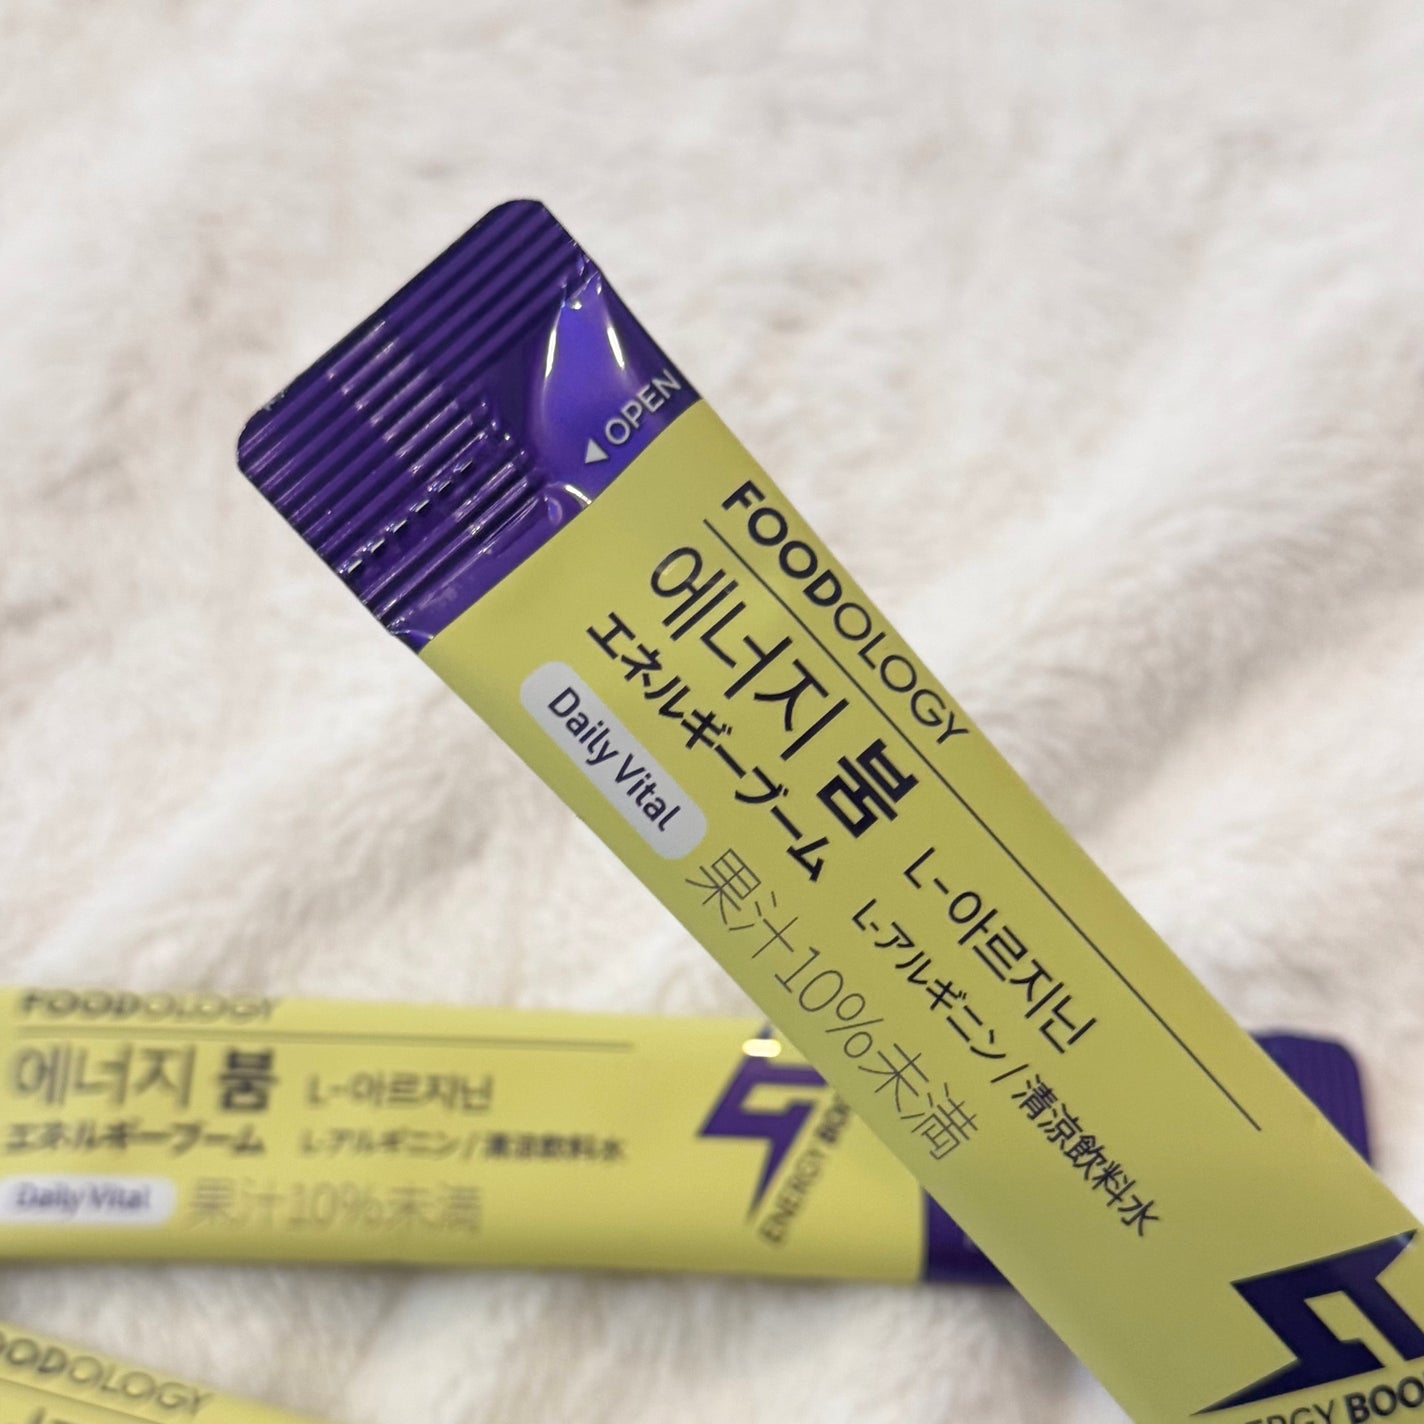 OPEN
FOODOLOGY
에너지 붐 L-아르지닌
エネルギーブーム L-アルギニン / 清涼飲料水
Daily Vital 果汁10%未満
FOODOLOGY
에너지 붐 L-아르지닌
エネルギーブーム L-アルギニン / 清涼飲料水
Daily Vital 果汁10%未満
ENERGY
OODOLOGY